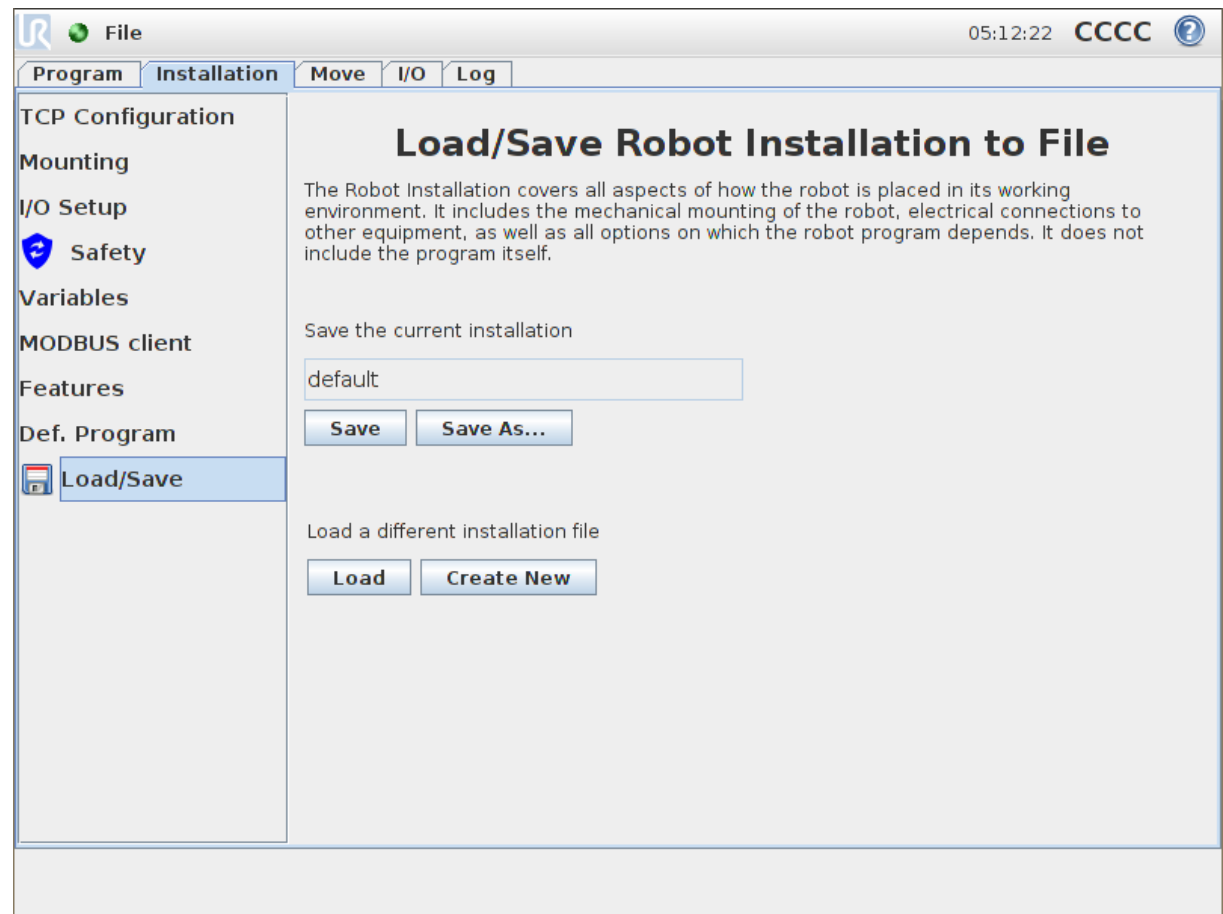 UR File 05:12:22 CCCC ?
Program Installation Move I/O Log
TCP Configuration
Mounting
I/O Setup
Safety
Variables
MODBUS client
Features
Def. Program
Load/Save
Load/Save Robot Installation to File
The Robot Installation covers all aspects of how the robot is placed in its working
environment. It includes the mechanical mounting of the robot, electrical connections to
other equipment, as well as all options on which the robot program depends. It does not
include the program itself.
Save the current installation
default
Save Save As...
Load a different installation file
Load Create New